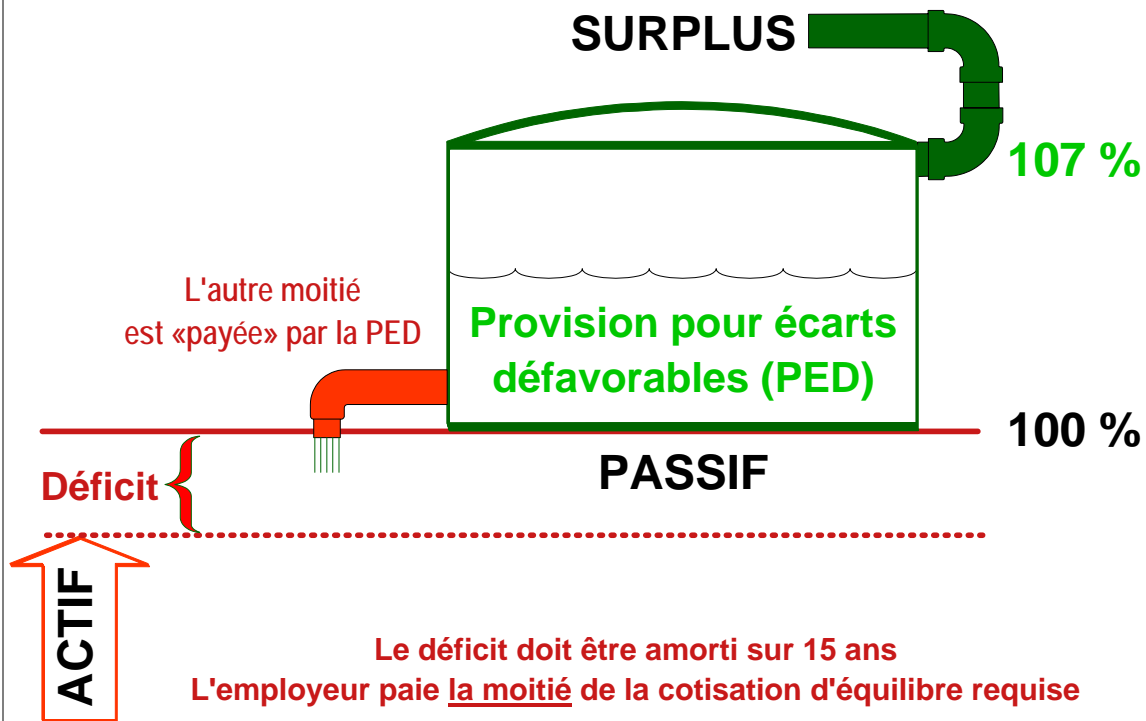 SURPLUS
107 %
L'autre moitié
est «payée» par la PED
Provision pour écarts
défavorables (PED)
100 %
PASSIF
Déficit
ACTIF
Le déficit doit être amorti sur 15 ans
L'employeur paie la moitié de la cotisation d'équilibre requise